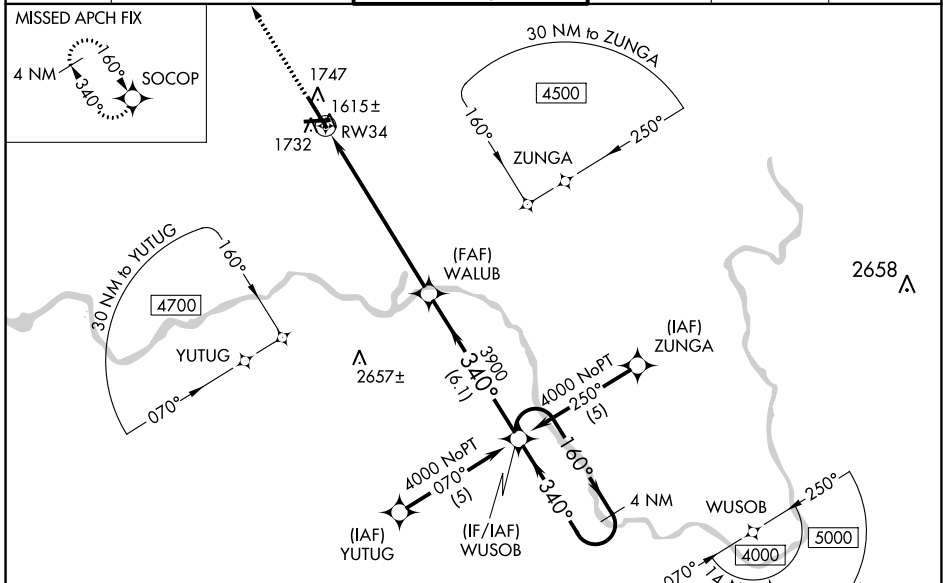 MISSED APCH FIX
4 NM
160°
340°
SOCOP
1747
1615±
1732
RW34
30 NM to ZUNGA
4500
160°
250°
ZUNGA
30 NM to YUTUG
160°
4700
YUTUG
070°
(FAF)
WALUB
2658
2657±
3900
340°
(6.1)
(IAF)
ZUNGA
4000 NoPT
250°
(5)
160°
340°
4 NM
4000 NoPT
070°
(5)
(IAF)
YUTUG
(IF/IAF)
WUSOB
WUSOB
250°
5000
4000
070°